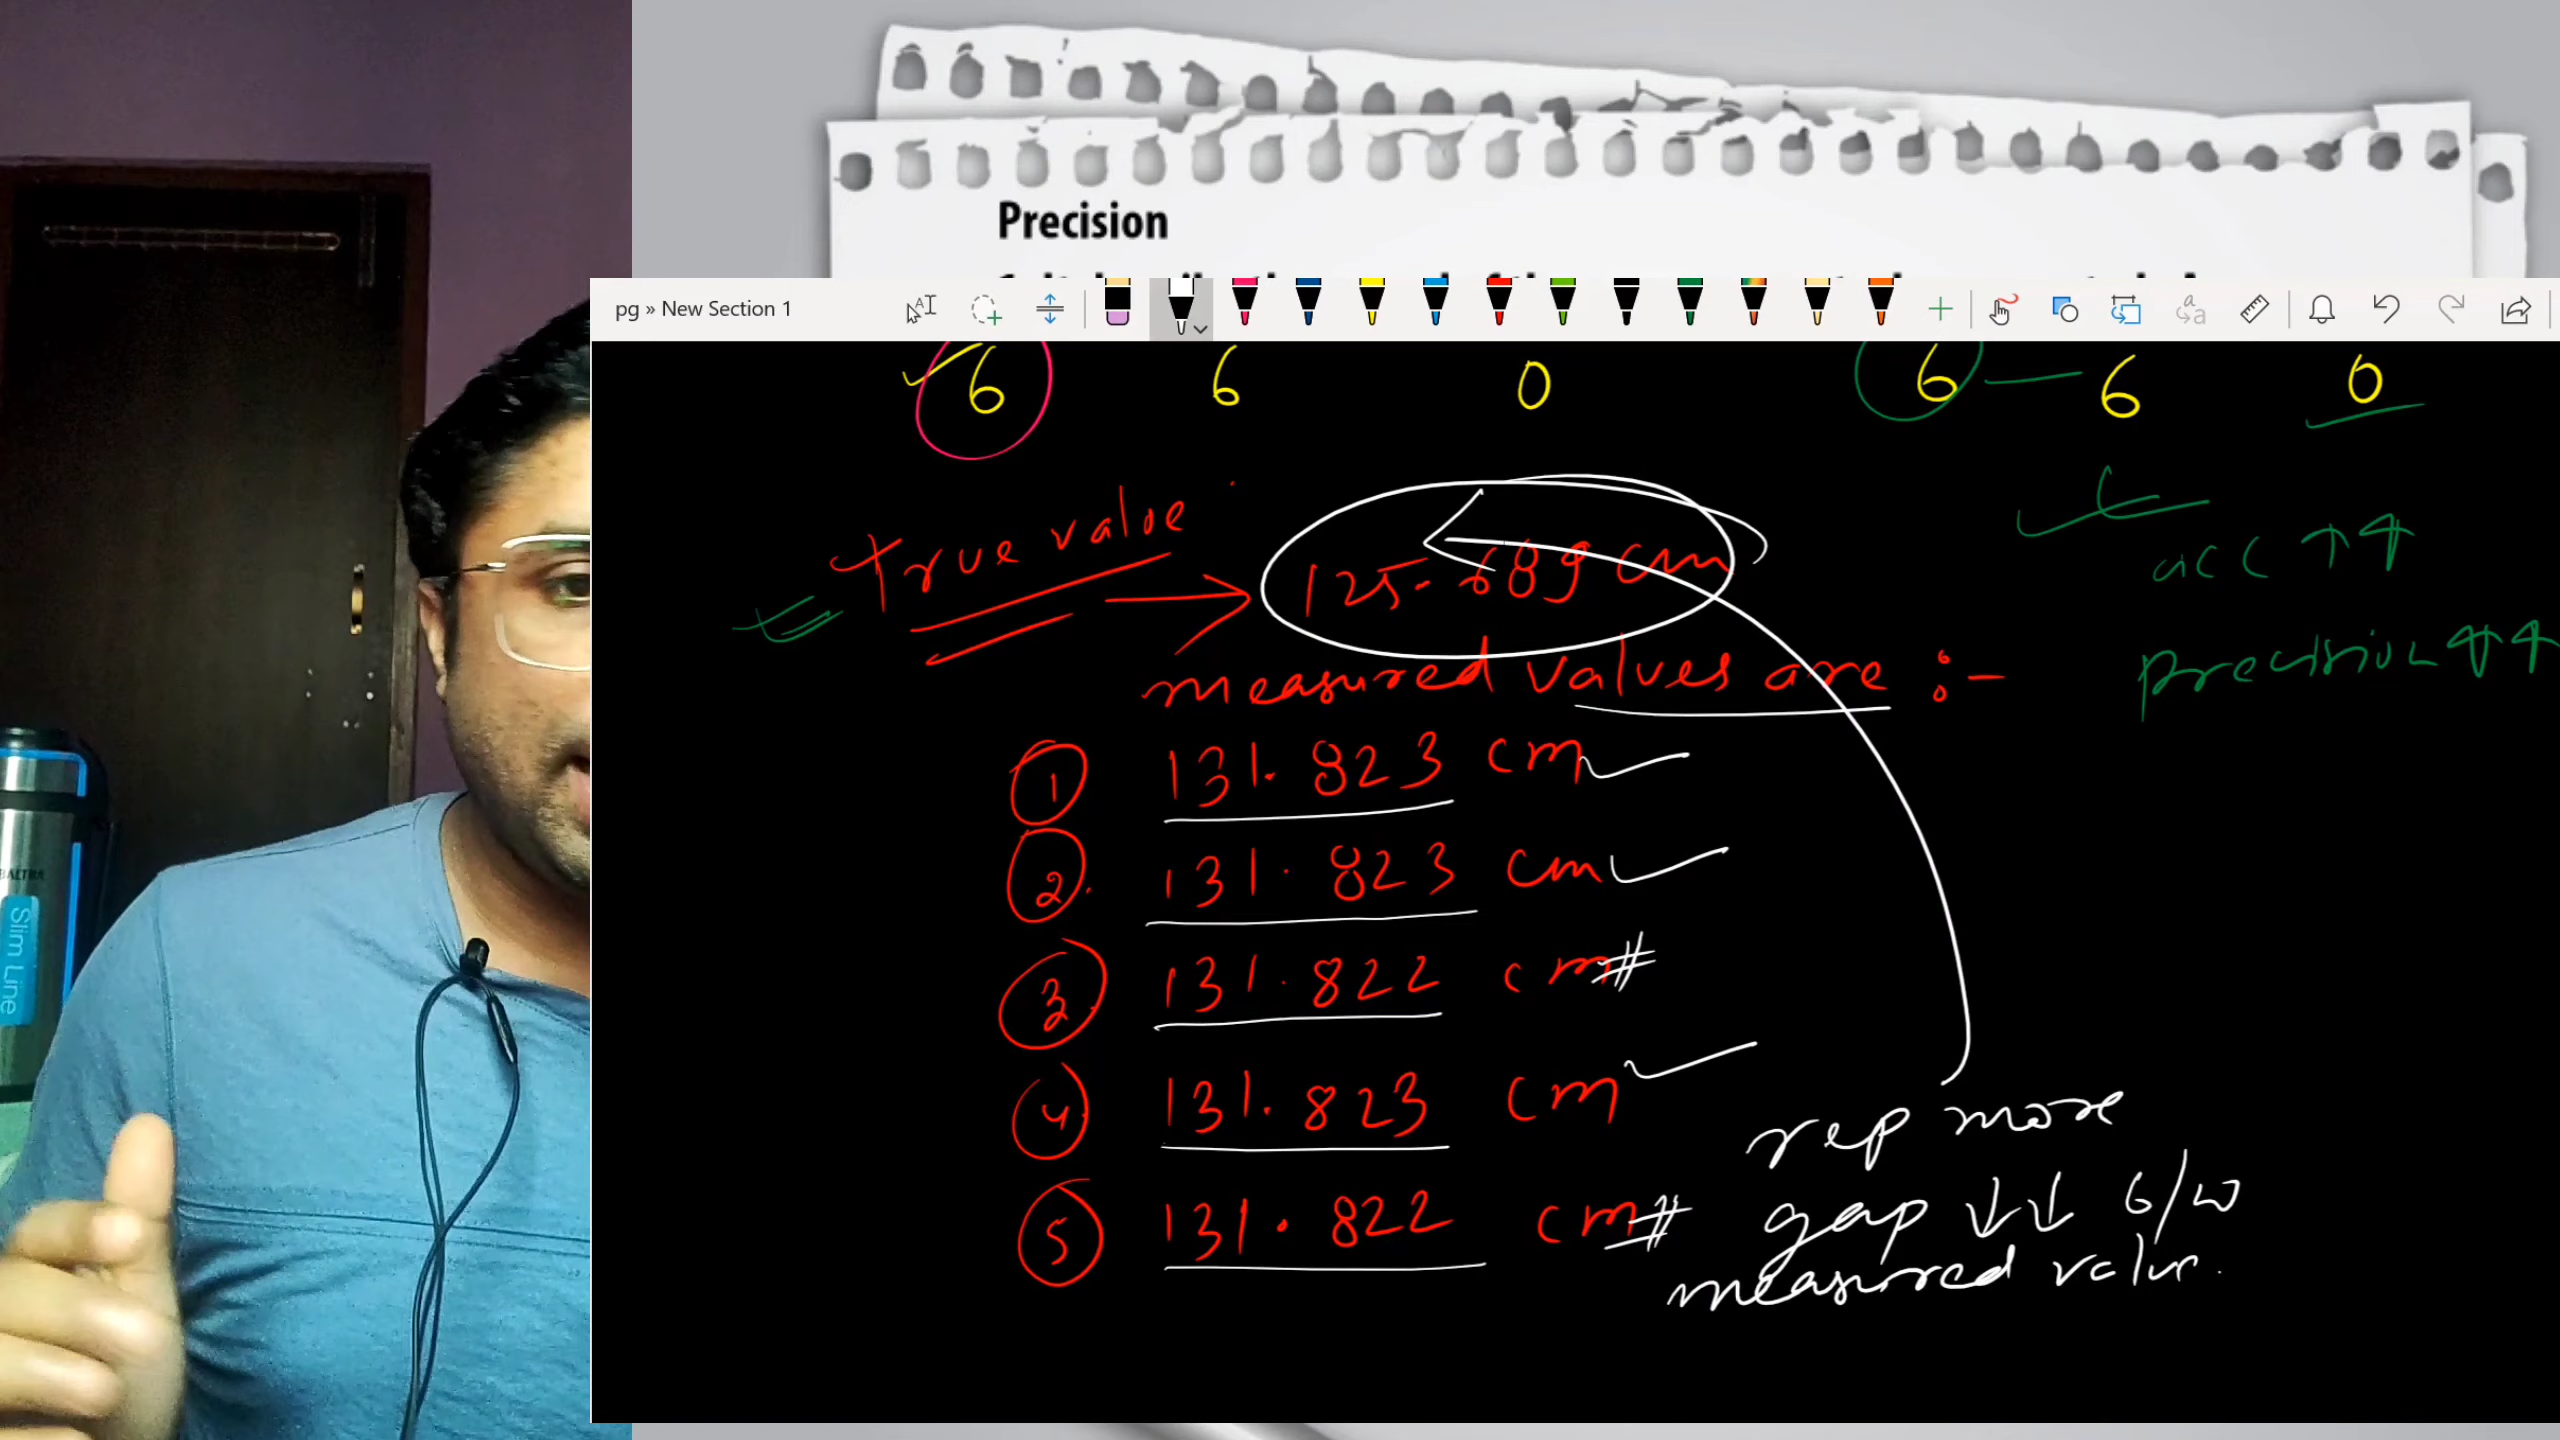 Precision
pg » New Section 1
6 6 0 6 — 6 0
True value
→ 125.689 cm
acc ↑↑
measured values are :-
precision ↑↑
① 131.823 cm
② 131.823 cm
③ 131.822 cm #
④ 131.823 cm
⑤ 131.822 cm #
rep more
gap ↓↓ b/w
measured value.
BALTRA
Slim Line